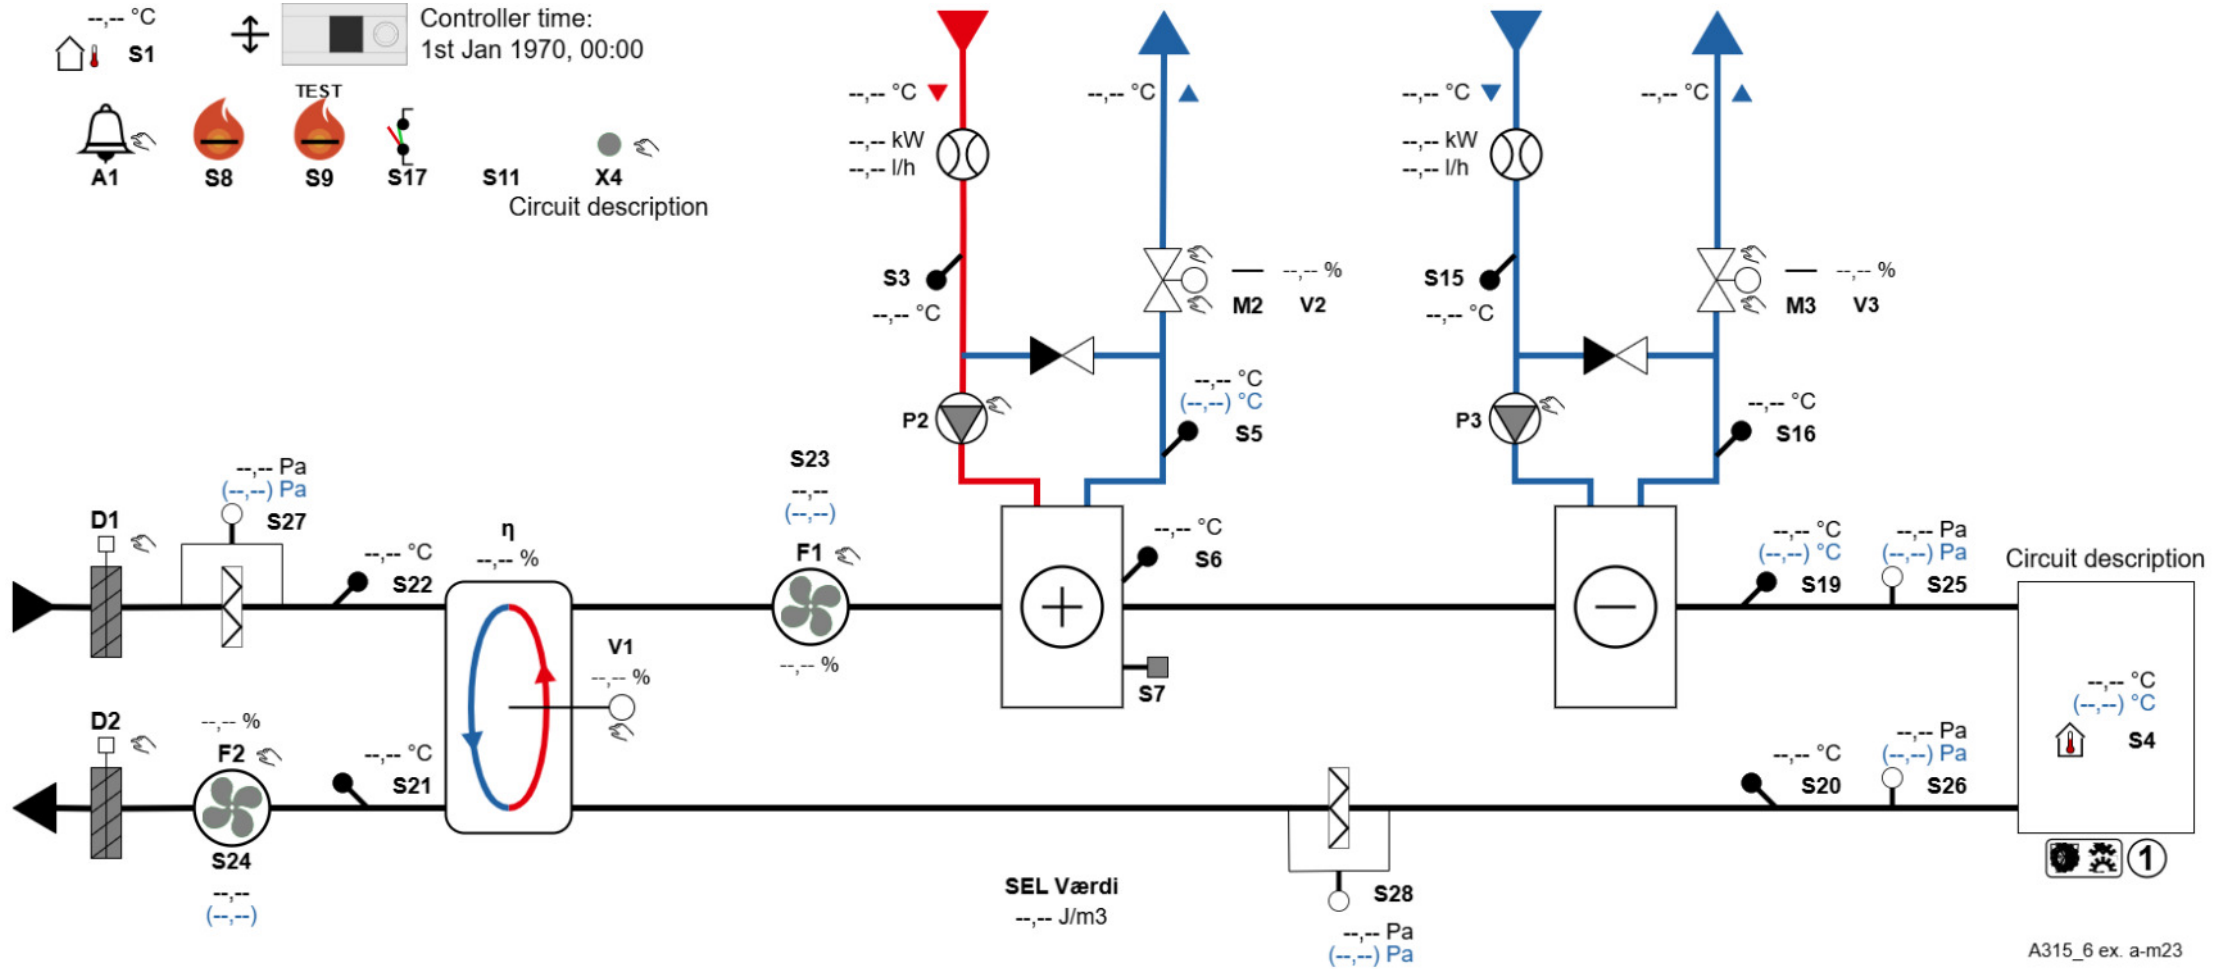 --,-- °C
S1
Controller time:
1st Jan 1970, 00:00
TEST
A1
S8
S9
S17
S11
X4
Circuit description
--,-- °C
--,-- kW
--,-- l/h
S3
--,-- °C
--,-- °C
--,-- %
M2
V2
--,-- °C
(--,--) °C
S5
P2
--,-- °C
--,-- kW
--,-- l/h
S15
--,-- °C
--,-- °C
--,-- %
M3
V3
--,-- °C
S16
P3
--,-- Pa
(--,--) Pa
S27
D1
--,-- °C
S22
η
--,-- %
S23
--,--
(--,--)
F1
--,-- %
--,-- °C
S6
S7
--,-- °C
(--,--) °C
S19
--,-- Pa
(--,--) Pa
S25
Circuit description
V1
--,-- %
--,-- °C
(--,--) °C
S4
D2
--,-- %
F2
S24
--,--
(--,--)
--,-- °C
S21
--,-- °C
S20
--,-- Pa
(--,--) Pa
S26
1
SEL Værdi
--,-- J/m3
S28
--,-- Pa
(--,--) Pa
A315_6 ex. a-m23